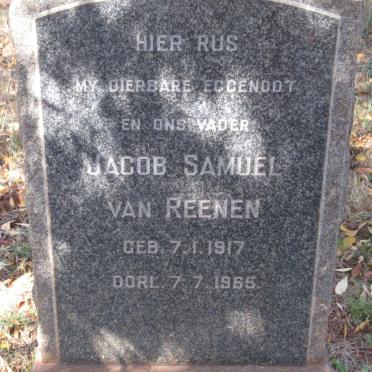 HIER RUS
MY DIERBARE EGGENOOT
EN ONS VADER
JACOB SAMUEL
VAN REENEN
GEB. 7.1.1917
OORL. 7.7.1965